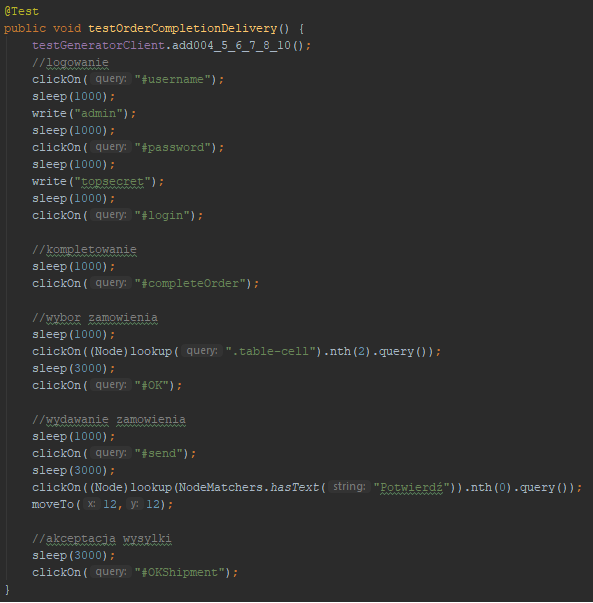 @Test
public void testOrderCompletionDelivery() {
testGeneratorClient.add004_5_6_7_8_10();
//logowanie
clickOn( query: "#username");
sleep(1000);
write("admin");
sleep(1000);
clickOn( query: "#password");
sleep(1000);
write("topsecret");
sleep(1000);
clickOn( query: "#login");
//kompletowanie
sleep(1000);
clickOn( query: "#completeOrder");
//wybor zamowienia
sleep(1000);
clickOn((Node)lookup( query: ".table-cell").nth(2).query());
sleep(3000);
clickOn( query: "#OK");
//wydawanie zamowienia
sleep(1000);
clickOn( query: "#send");
sleep(3000);
clickOn((Node)lookup(NodeMatchers.hasText( string: "Potwierdź")).nth(0).query());
moveTo( x: 12, y: 12);
//akceptacja wysylki
sleep(3000);
clickOn( query: "#OKShipment");
}